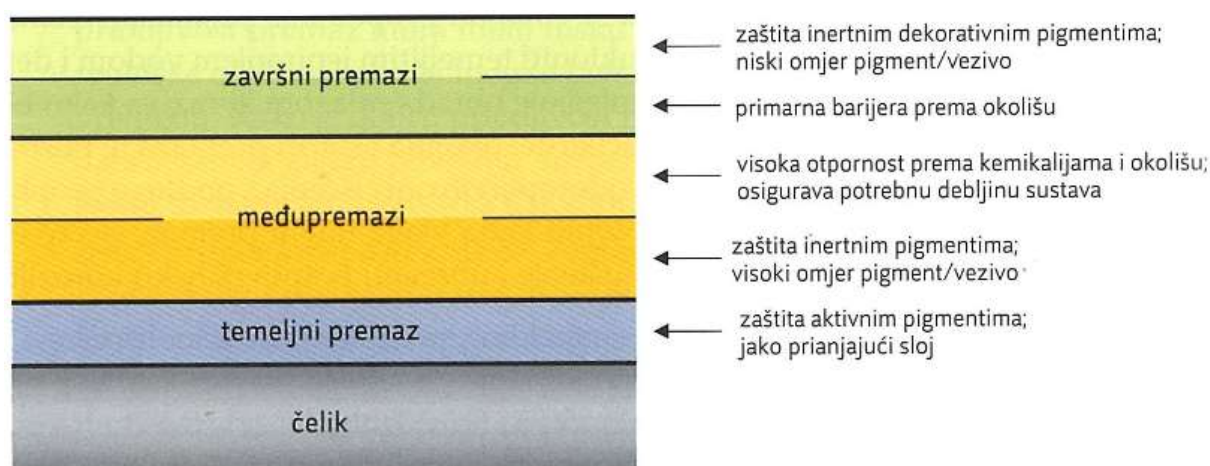 zaštita inertnim dekorativnim pigmentima;
niski omjer pigment/vezivo
završni premazi
primarna barijera prema okolišu
visoka otpornost prema kemikalijama i okolišu;
osigurava potrebnu debljinu sustava
međupremazi
zaštita inertnim pigmentima;
visoki omjer pigment/vezivo
temeljni premaz
zaštita aktivnim pigmentima;
jako prianjajući sloj
čelik